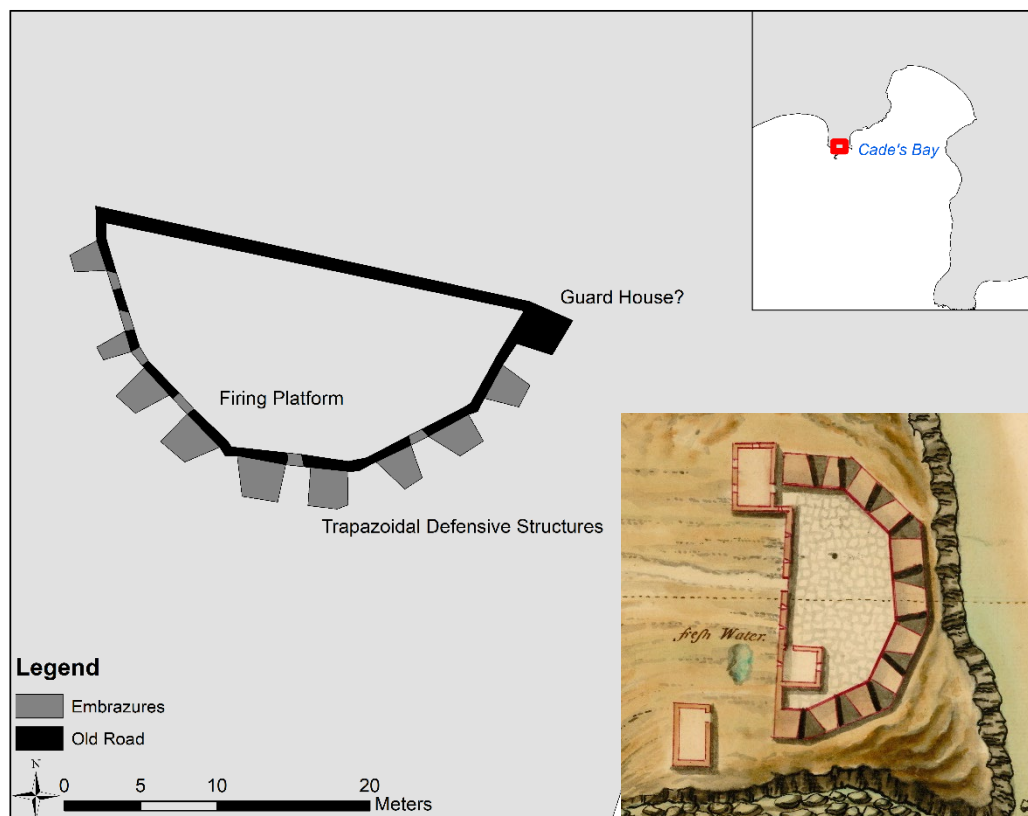 Cade's Bay
Guard House?
Firing Platform
Trapazoidal Defensive Structures
fresh Water.
Legend
Embrazures
Old Road
N
0 5 10 20
Meters